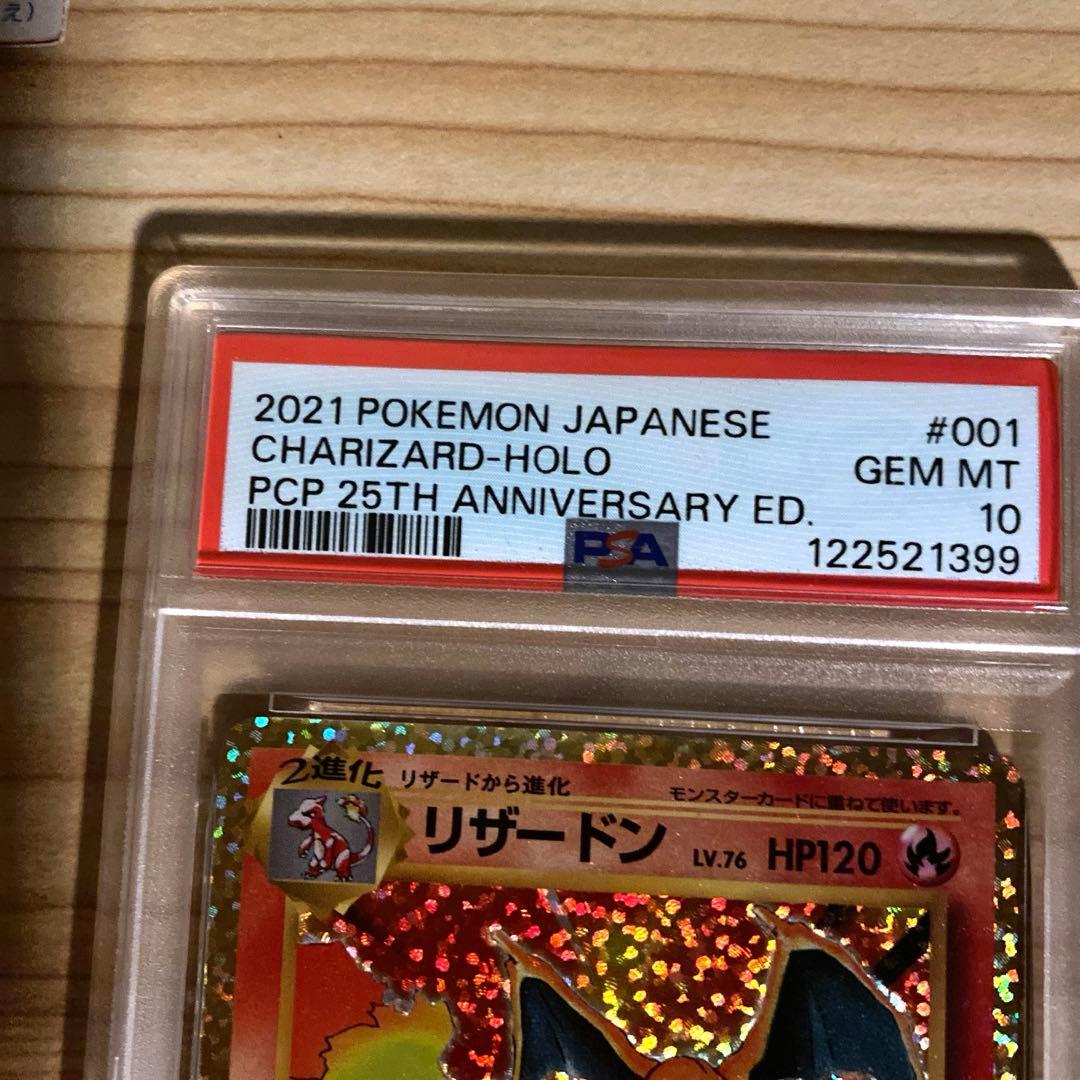 え)
2021 POKEMON JAPANESE #001
CHARIZARD-HOLO GEM MT
PCP 25TH ANNIVERSARY ED. 10
PSA 122521399
2進化 リザードから進化 モンスターカードに重ねて使います。
リザードン LV.76 HP120